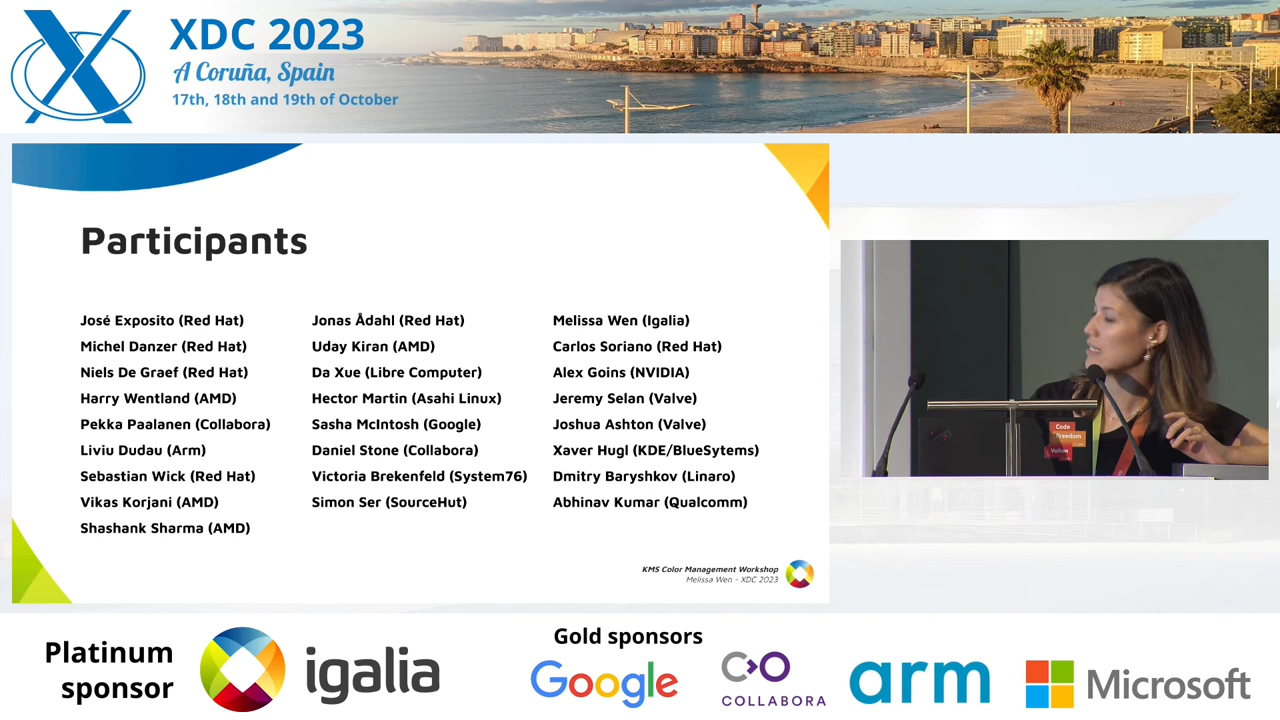 XDC 2023
A Coruña, Spain
17th, 18th and 19th of October
Participants
José Exposito (Red Hat)
Michel Danzer (Red Hat)
Niels De Graef (Red Hat)
Harry Wentland (AMD)
Pekka Paalanen (Collabora)
Liviu Dudau (Arm)
Sebastian Wick (Red Hat)
Vikas Korjani (AMD)
Shashank Sharma (AMD)
Jonas Ådahl (Red Hat)
Uday Kiran (AMD)
Da Xue (Libre Computer)
Hector Martin (Asahi Linux)
Sasha McIntosh (Google)
Daniel Stone (Collabora)
Victoria Brekenfeld (System76)
Simon Ser (SourceHut)
Melissa Wen (Igalia)
Carlos Soriano (Red Hat)
Alex Goins (NVIDIA)
Jeremy Selan (Valve)
Joshua Ashton (Valve)
Xaver Hugl (KDE/BlueSytems)
Dmitry Baryshkov (Linaro)
Abhinav Kumar (Qualcomm)
KMS Color Management Workshop
Melissa Wen - XDC 2023
Code
Freedom
Platinum
sponsor
igalia
Gold sponsors
Google
COLLABORA
arm
Microsoft